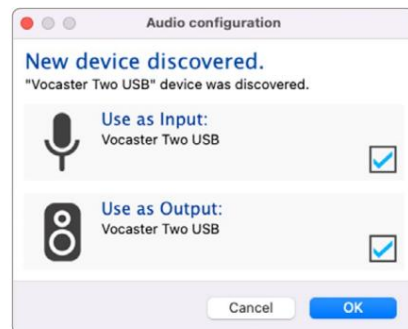 Audio configuration
New device discovered.
"Vocaster Two USB" device was discovered.
Use as Input:
Vocaster Two USB
Use as Output:
Vocaster Two USB
Cancel
OK